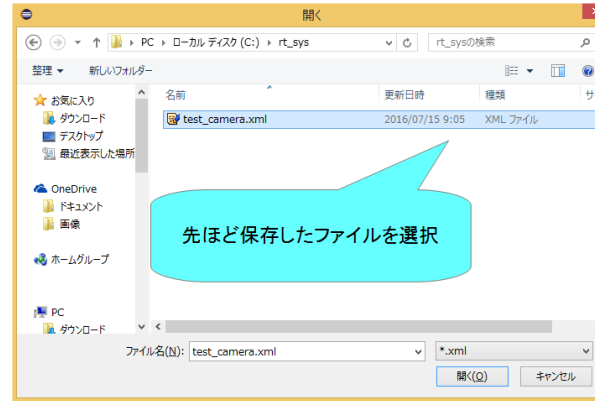 開く
PC ▸ ローカル ディスク (C:) ▸ rt_sys
rt_sysの検索
整理 ▼ 新しいフォルダー
お気に入り
ダウンロード
デスクトップ
最近表示した場所
OneDrive
ドキュメント
画像
ホームグループ
PC
ダウンロード
名前 更新日時 種類 サ
test_camera.xml 2016/07/15 9:05 XML ファイル
先ほど保存したファイルを選択
ファイル名(N): test_camera.xml *.xml
開く(O) キャンセル